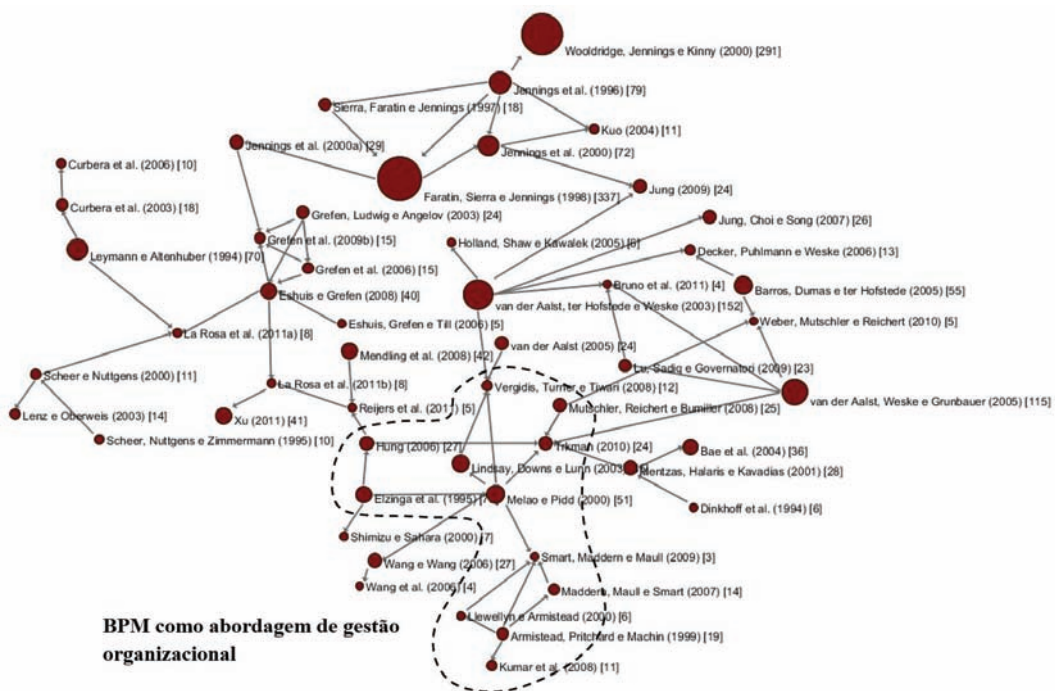 Wooldridge, Jennings e Kinny (2000) [291]
Jennings et al. (1996) [79]
Sierra, Faratin e Jennings (1997) [18]
Kuo (2004) [11]
Jennings et al. 2000a) [29]
Jennings et al. (2000) [72]
Curbera et al. (2006) [10]
Faratin, Sierra e Jennings (1998) [337]
Jung (2009) [24]
Curbera et al. (2003) [18]
Grefen, Ludwig e Angelov (2003) [24]
Jung, Choi e Song (2007) [26]
Grefen et al. (2009b) [15]
Holland, Shaw e Kawalek (2005) [6]
Leymann e Altenhuber (1994) [70]
Decker, Puhlmann e Weske (2006) [13]
Grefen et al. (2006) [15]
Bruno et al. (2011) [4]
Barros, Dumas e ter Hofstede (2005) [55]
Eshuis e Grefen (2008) [40]
van der Aalst, ter Hofstede e Weske (2003) [152]
Eshuis, Grefen e Till (2006) [5]
Weber, Mutschler e Reichert (2010) [5]
La Rosa et al. (2011a) [8]
van der Aalst (2005) [24]
Mendling et al. (2008) [42]
Lu, Sadiq e Governatori (2009) [23]
Scheer e Nuttgens (2000) [11]
La Rosa et al. (2011b) [8]
Vergidis, Turner e Tiwari (2008) [12]
van der Aalst, Weske e Grunbauer (2005) [115]
Reijers et al. (2011) [5]
Mutschler, Reichert e Bumiller (2008) [25]
Lenz e Oberweis (2003) [14]
Xu (2011) [41]
Scheer, Nuttgens e Zimmermann (1995) [10]
Hung (2006) [27]
Trkman (2010) [24]
Bae et al. (2004) [36]
Lindsay, Downs e Lunn (2003)
Mentzas, Halaris e Kavadias (2001) [28]
Elzinga et al. (1995)
Melao e Pidd (2000) [51]
Dinkhoff et al. (1994) [6]
Shimizu e Sahara (2000) [7]
Smart, Maddern e Maull (2009) [3]
Wang e Wang (2006) [27]
Wang et al. (2006) [4]
Maddern, Maull e Smart (2007) [14]
Llewellyn e Armistead (2000) [6]
BPM como abordagem de gestão
organizacional
Armistead, Pritchard e Machin (1999) [19]
Kumar et al. (2008) [11]